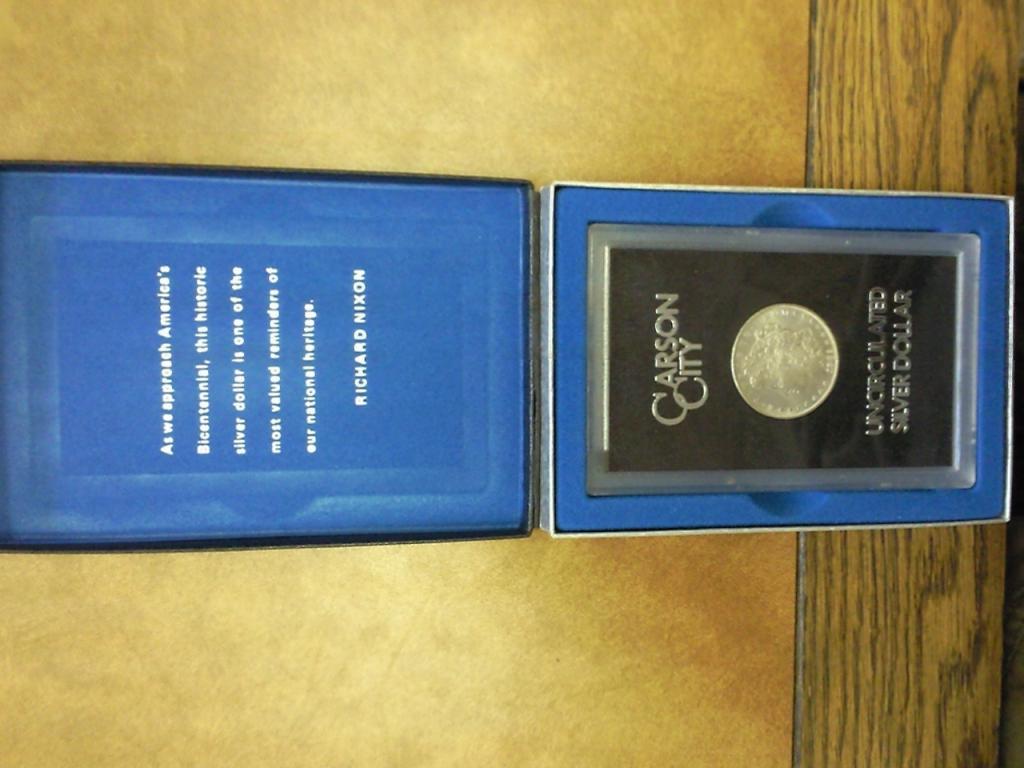 As we approach America's
Bicentennial, this historic
silver dollar is one of the
most valued reminders of
our national heritage.
RICHARD NIXON
CARSON
CITY
UNCIRCULATED
SILVER DOLLAR